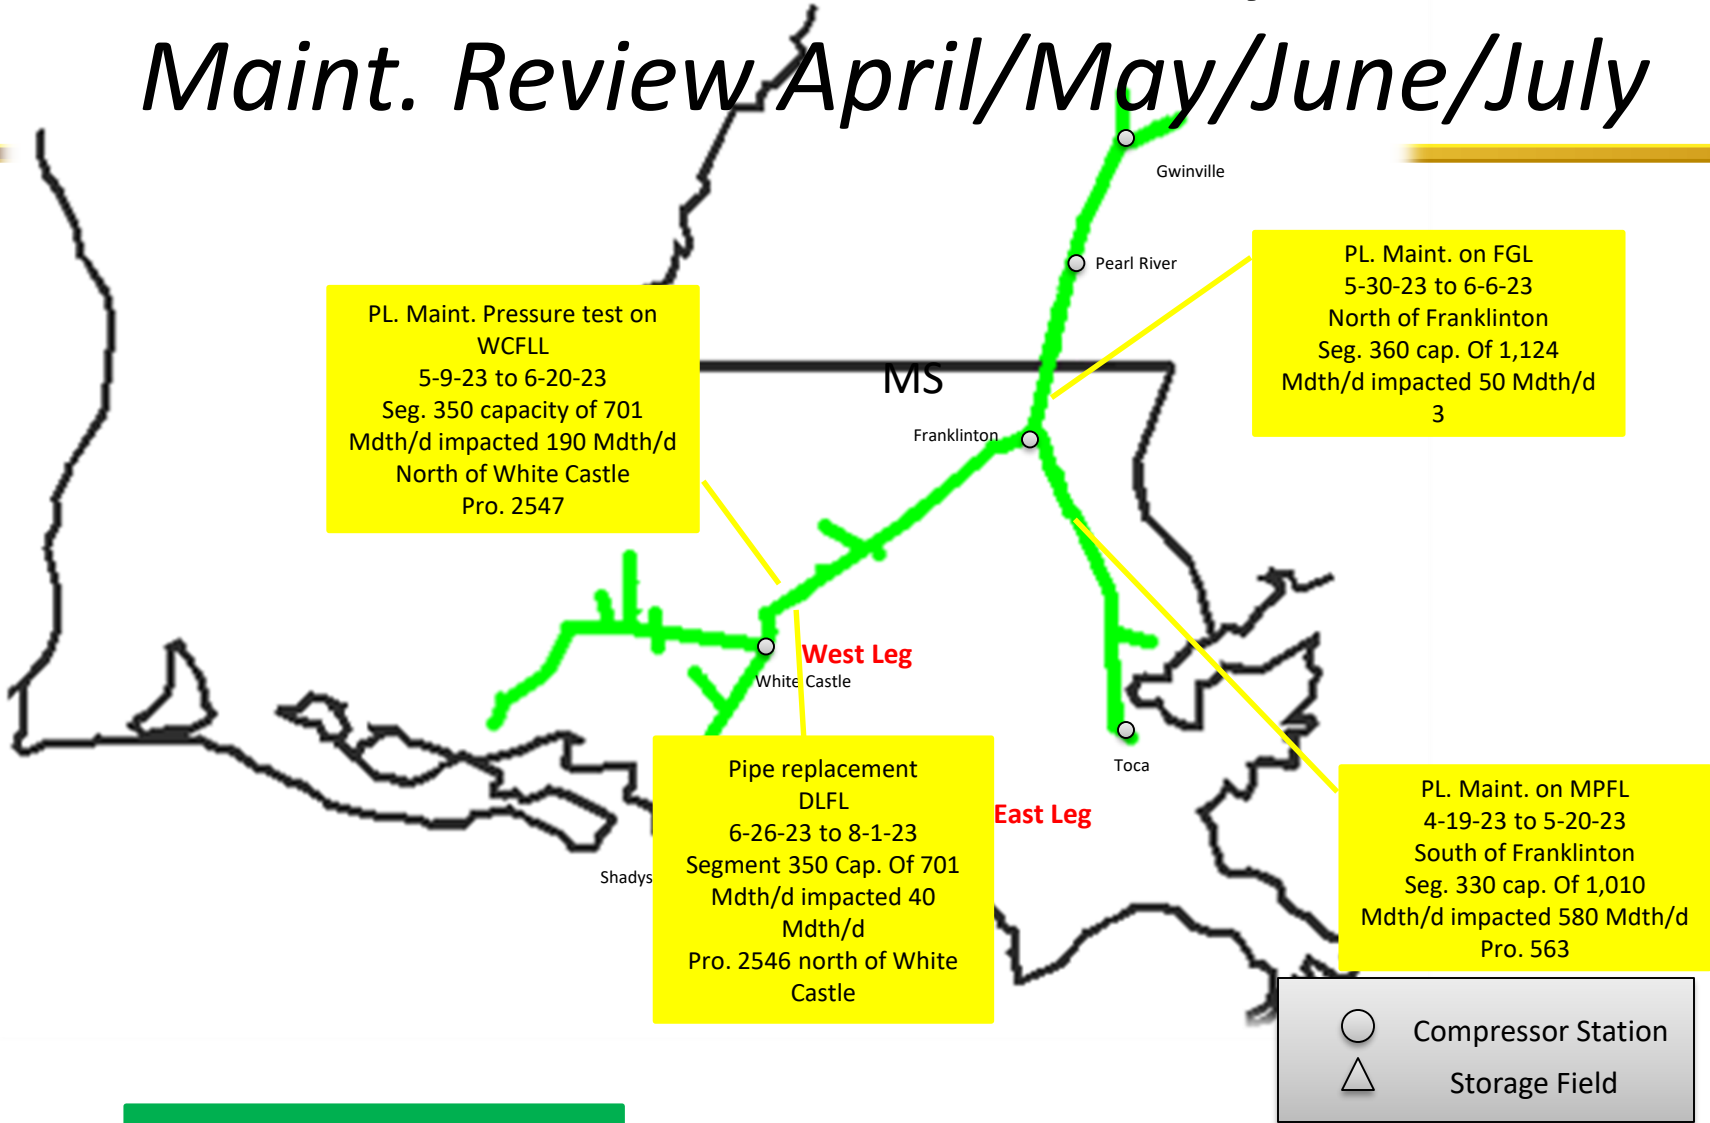 Maint. Review April/May/June/July
Gwinville
Pearl River
PL. Maint. on FGL
5-30-23 to 6-6-23
North of Franklinton
Seg. 360 cap. Of 1,124
Mdth/d impacted 50 Mdth/d
3
PL. Maint. Pressure test on
WCFLL
5-9-23 to 6-20-23
Seg. 350 capacity of 701
Mdth/d impacted 190 Mdth/d
North of White Castle
Pro. 2547
MS
Franklinton
West Leg
White Castle
Toca
East Leg
Shadys
Pipe replacement
DLFL
6-26-23 to 8-1-23
Segment 350 Cap. Of 701
Mdth/d impacted 40
Mdth/d
Pro. 2546 north of White
Castle
PL. Maint. on MPFL
4-19-23 to 5-20-23
South of Franklinton
Seg. 330 cap. Of 1,010
Mdth/d impacted 580 Mdth/d
Pro. 563
Compressor Station
Storage Field